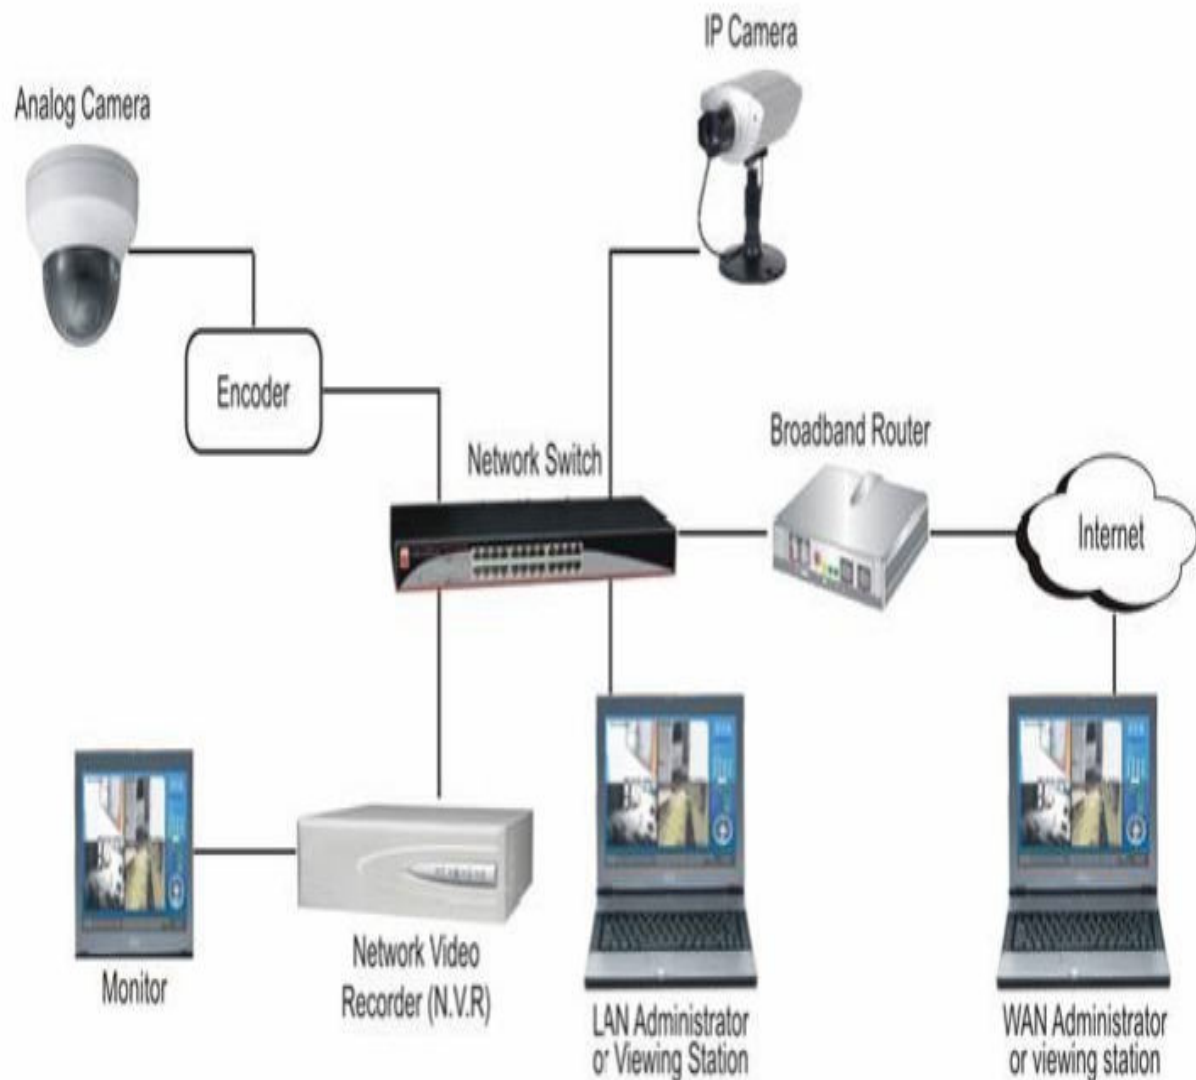 IP Camera
Analog Camera
Encoder
Network Switch
Broadband Router
Internet
Monitor
Network Video
Recorder (N.V.R)
LAN Administrator
or Viewing Station
WAN Administrator
or viewing station